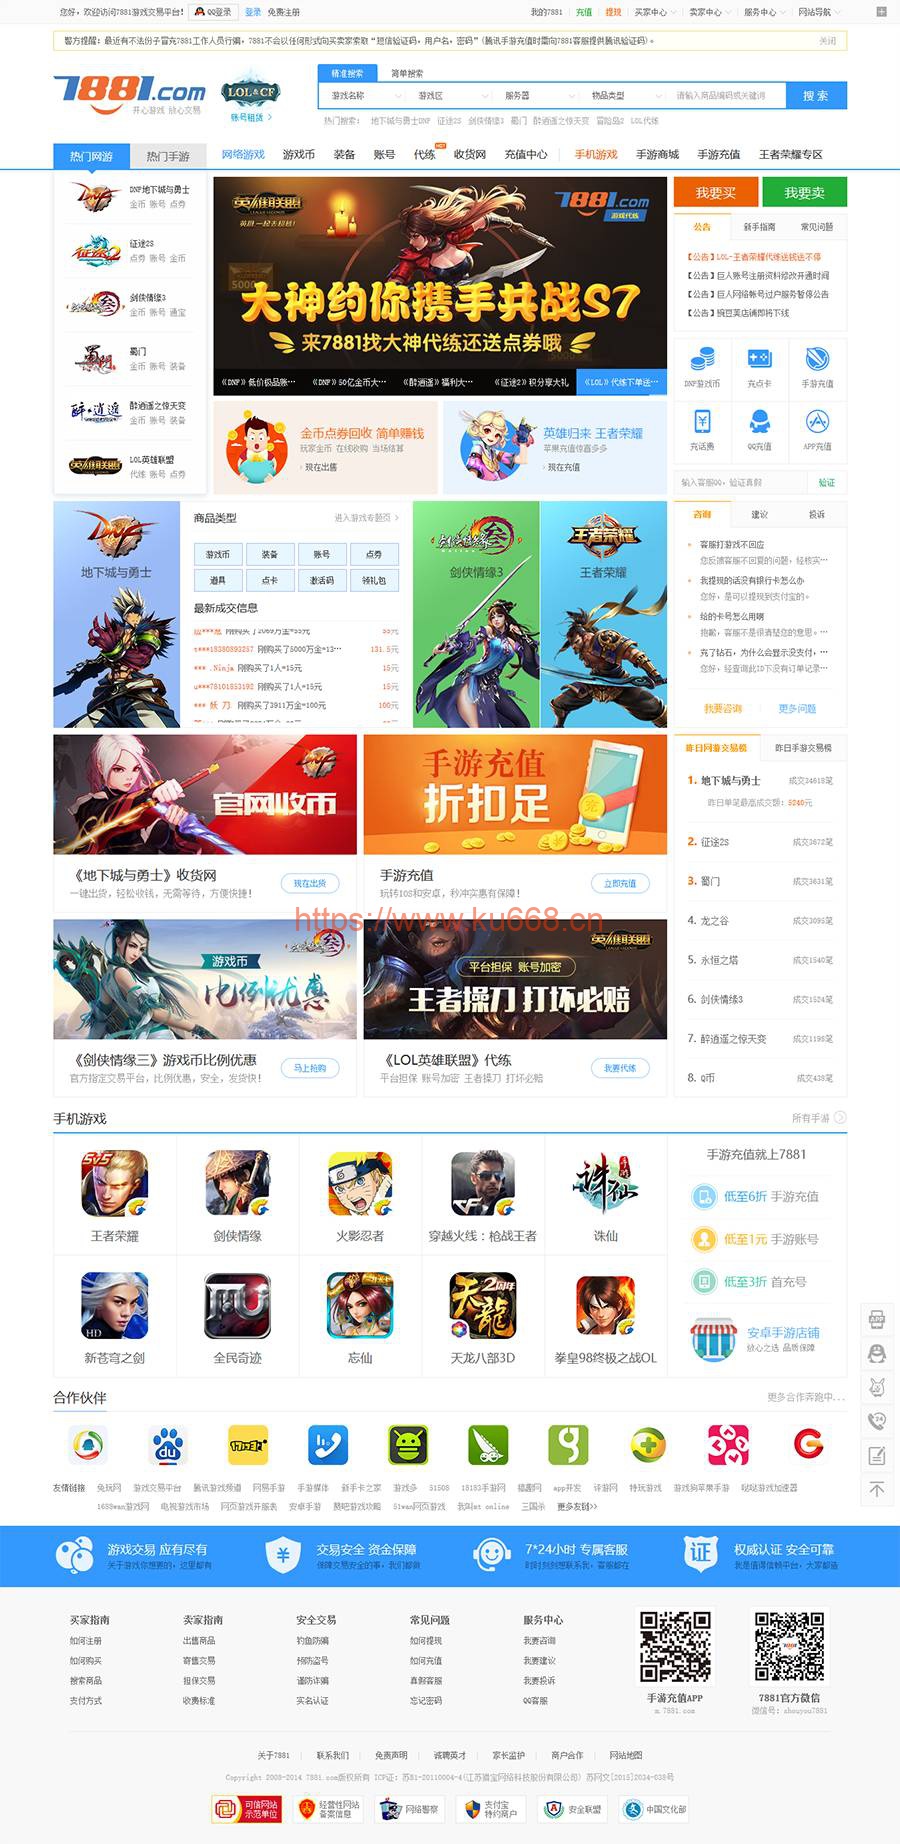 您好，欢迎访问7881游戏交易平台！ QQ登录 登录 免费注册
我的7881 充值 提现 买家中心 卖家中心 服务中心 网站导航
警方提醒：最近有不法份子冒充7881工作人员行骗，7881不会以任何形式向买卖家索取“短信验证码，用户名，密码”(腾讯手游充值时需向7881客服提供腾讯验证码)。 关闭
7881.com
开心游戏 放心交易
LOL&CF
账号租赁 >
精准搜索 简单搜索
游戏名称 游戏区 服务器 物品类型 请输入商品编码或关键词 搜 索
热门搜索： 地下城与勇士DNF 征途2S 剑侠情缘3 蜀门 醉逍遥之惊天变 冒险岛2 LOL代练
热门网游 热门手游 网络游戏 游戏币 装备 账号 代练 HOT 收货网 充值中心 手机游戏 手游商城 手游充值 王者荣耀专区
DNF地下城与勇士
金币 账号 点券
征途2S
点券 账号 金币
剑侠情缘3
金币 账号 通宝
蜀门
金币 账号 装备
醉逍遥之惊天变
金币 账号 装备
LOL英雄联盟
代练 账号 点券
英雄联盟
英雄 一起去超越!
7881.com
游戏代练
大神约你携手共战S7
来7881找大神代练还送点券哦
《DNF》低价极品账… 《DNF》50亿金币大… 《醉逍遥》福利大… 《征途2》积分享大礼 《LOL》代练下单送…
金币点券回收 简单赚钱
玩家金币 在线收购 当场结算
· 现在出售
英雄归来 王者荣耀
苹果充值惊喜多多
· 现在充值
我要买 我要卖
公告 新手指南 常见问题
【公告】LOL-王者荣耀代练送钱送不停
【公告】巨人账号注册资料修改开通时间
【公告】巨人网络帐号过户服务暂停公告
【公告】豌豆荚店铺即将下线
DNF游戏币 充点卡 手游充值
充话费 QQ充值 APP充值
输入客服QQ，验证真假 验证
地下城与勇士
商品类型 进入游戏专题页 >
游戏币 装备 账号 点券
道具 点卡 激活码 领礼包
最新成交信息
t***18380893257 刚购买了5000万金=13… 131.5元
*** .Ninja 刚购买了1人=15元 15元
u***78101853192 刚购买了1人=15元 15元
*** 妖 刀. 刚购买了3911万金=100元 100元
剑侠情缘3
王者荣耀
王者荣耀
咨询 建议 投诉
客服打游戏不回应
您反馈客服不回复的问题，经核实…
我提现的话没有银行卡怎么办
您好，是可以提现到支付宝的。
给的卡号怎么用啊
抱歉，客服不是很清楚您的意思。…
充了钻石，为什么会显示没支付，…
您好，经查询此ID下没有订单记录…
我要咨询 更多问题
官网收币
《地下城与勇士》收货网
一键出货，轻松收钱，无需等待，方便快捷！
现在出货
手游充值
折扣足
手游充值
玩转IOS和安卓，秒冲实惠有保障！
立即充值
https://www.ku668.cn
游戏币
比例优惠
《剑侠情缘三》游戏币比例优惠
官方指定交易平台，比例优惠，安全，发货快！
马上抢购
英雄联盟
平台担保 账号加密
王者操刀 打坏必赔
《LOL英雄联盟》代练
平台担保 账号加密 王者操刀 打坏必赔
我要代练
昨日网游交易榜 昨日手游交易榜
1. 地下城与勇士 成交24618笔
昨日单笔最高成交额：5240元
2. 征途2S 成交3672笔
3. 蜀门 成交3631笔
4. 龙之谷 成交3095笔
5. 永恒之塔 成交1540笔
6. 剑侠情缘3 成交1524笔
7. 醉逍遥之惊天变 成交1195笔
8. Q币 成交439笔
手机游戏 所有手游
5v5
王者荣耀 剑侠情缘 火影忍者 穿越火线：枪战王者 诛仙
HD
新苍穹之剑 全民奇迹 忘仙 天龙八部3D 拳皇98终极之战OL
手游充值就上7881
低至6折 手游充值
低至1元 手游账号
低至3折 首充号
安卓手游店铺
放心之选 品质保障
合作伙伴 更多合作奔跑中...
友情链接 兔玩网 游戏交易平台 腾讯游戏频道 网易手游 手游媒体 新手卡之家 游戏多 51508 18183手游网 福趣网 app开发 评游网 特玩游戏 游戏狗苹果手游 哒哒游戏加速器
1688wan游戏网 电视游戏市场 网页游戏开服表 安卓手游 赞吧游戏攻略 51wan网页游戏 我叫mt online 三国杀 更多友链>>
游戏交易 应有尽有
关于游戏你想要的，这里都有
交易安全 资金保障
保障交易安全的事，我们都做
7*24小时 专属客服
时时刻刻想联系我，客服都在
证
权威认证 安全可靠
我是值得信赖平台，大家都造
买家指南 卖家指南 安全交易 常见问题 服务中心
如何注册 出售商品 钓鱼防骗 如何提现 我要咨询
如何购买 寄售交易 预防盗号 如何充值 我要建议
搜索商品 担保交易 谨防诈骗 真假客服 我要投诉
支付方式 收费标准 实名认证 忘记密码 QQ客服
手游充值APP
m.7881.com
7881官方微信
微信号：shouyou7881
关于7881 联系我们 免责声明 诚聘英才 家长监护 商户合作 网站地图
Copyright 2008-2014 7881.com版权所有 ICP证：苏B1-20110004-4(江苏猫宝网络科技股份有限公司) 苏网文[2015]2034-038号
可信网站 示范单位 经营性网站 备案信息 网络警察 支付宝 特约商户 安全联盟 中国文化部